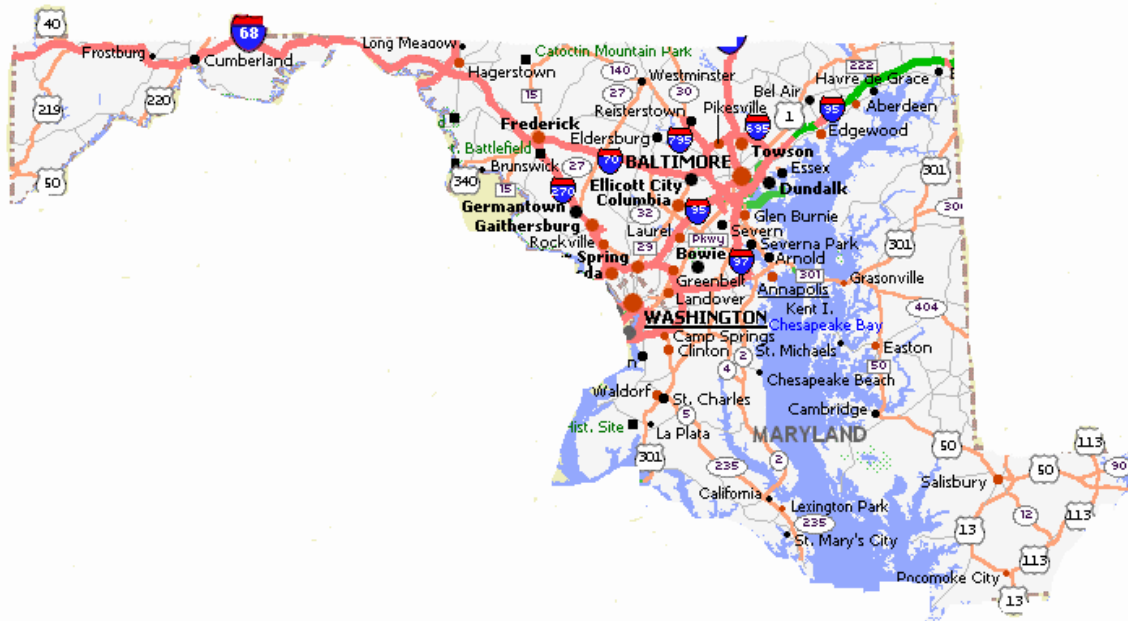 40
68
Frostburg
Cumberland
Long Meadow
Hagerstown
Catoctin Mountain Park
140
Westminster
222
Havre de Grace
219
220
15
27
30
Reisterstown
Pikesville
Bel Air
1
95
Aberdeen
Frederick
Eldersburg
795
695
Edgewood
Battlefield
70
BALTIMORE
Towson
50
340
Brunswick
27
Essex
301
15
270
Ellicott City
Dundalk
Germantown
Columbia
95
Gaithersburg
32
Glen Burnie
Rockville
Laurel
Severn
29
Pkwy
Severna Park
301
Spring
Bowie
97
Arnold
da
Greenbelt
301
Grasonville
Landover
Annapolis
Kent I.
404
WASHINGTON
Chesapeake Bay
Camp Springs
Clinton
2
St. Michaels
Easton
4
50
Chesapeake Beach
Waldorf
St. Charles
Cambridge
5
Hist. Site
La Plata
MARYLAND
50
113
301
235
2
50
90
Salisbury
California
Lexington Park
235
12
113
13
St. Mary's City
113
Pocomoke City
13